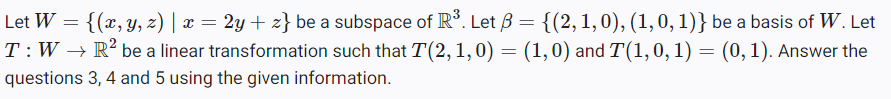 Let W = {(x, y, z) | x = 2y + z} be a subspace of ℝ³. Let β = {(2, 1, 0), (1, 0, 1)} be a basis of W. Let
T : W → ℝ² be a linear transformation such that T(2, 1, 0) = (1, 0) and T(1, 0, 1) = (0, 1). Answer the
questions 3, 4 and 5 using the given information.